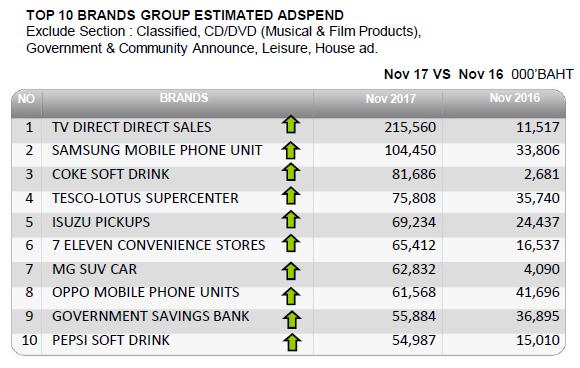 TOP 10 BRANDS GROUP ESTIMATED ADSPEND
Exclude Section : Classified, CD/DVD (Musical & Film Products),
Government & Community Announce, Leisure, House ad.
Nov 17 VS Nov 16 000'BAHT
NO BRANDS Nov 2017 Nov 2016
1 TV DIRECT DIRECT SALES 215,560 11,517
2 SAMSUNG MOBILE PHONE UNIT 104,450 33,806
3 COKE SOFT DRINK 81,686 2,681
4 TESCO-LOTUS SUPERCENTER 75,808 35,740
5 ISUZU PICKUPS 69,234 24,437
6 7 ELEVEN CONVENIENCE STORES 65,412 16,537
7 MG SUV CAR 62,832 4,090
8 OPPO MOBILE PHONE UNITS 61,568 41,696
9 GOVERNMENT SAVINGS BANK 55,884 36,895
10 PEPSI SOFT DRINK 54,987 15,010